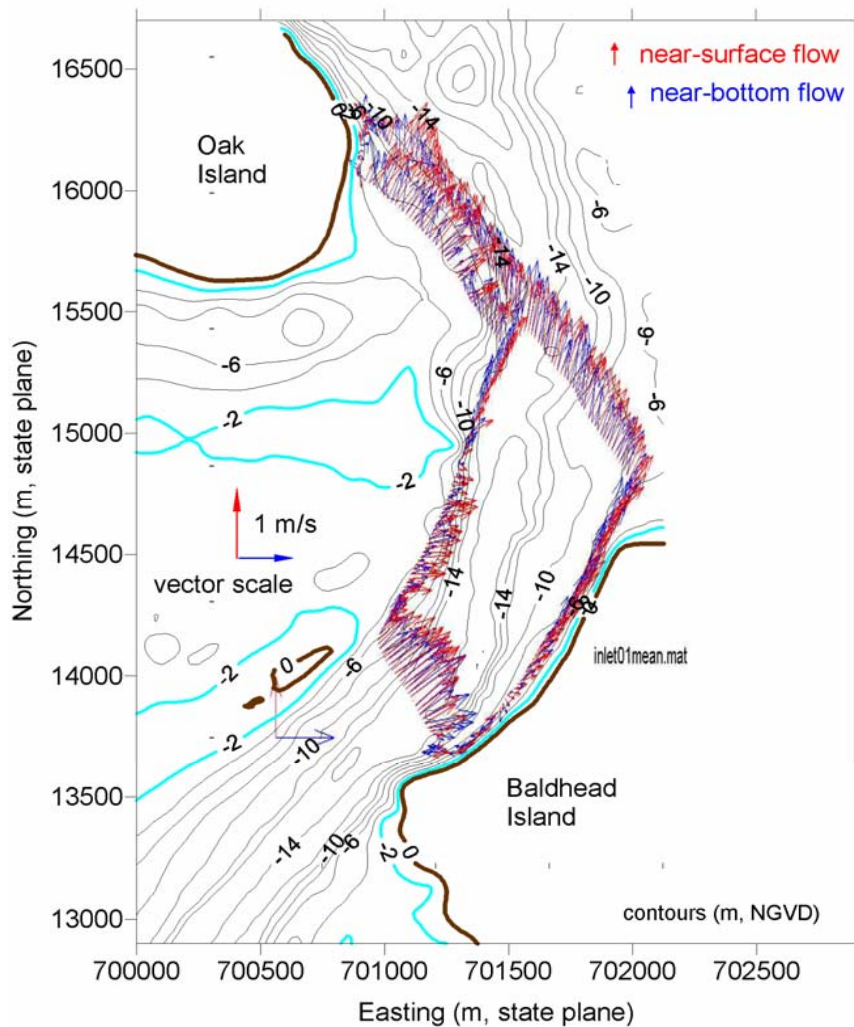 16500
16000
15500
15000
14500
14000
13500
13000
Northing (m, state plane)
near-surface flow
near-bottom flow
Oak
Island
-10
-14
-6
-14
-14
-10
-6
-6
-6
-6
-10
-2
-2
1 m/s
vector scale
-14
-14
-10
0
-2
-6
-2
-10
inlet01mean.mat
-14
-10
-6
-2
0
Baldhead
Island
contours (m, NGVD)
700000 700500 701000 701500 702000 702500
Easting (m, state plane)